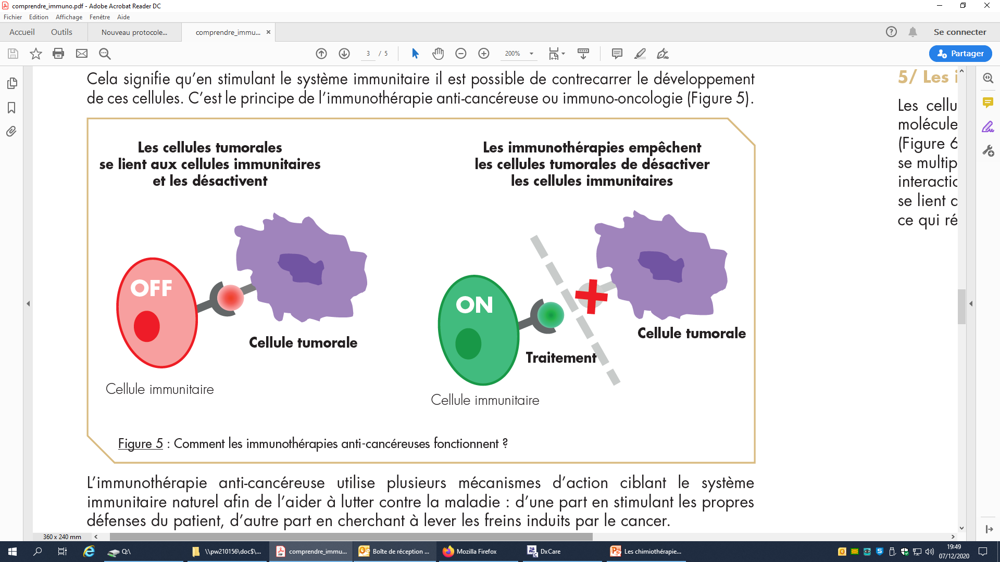 comprendre_immuno.pdf - Adobe Acrobat Reader DC
Fichier Edition Affichage Fenêtre Aide
Accueil Outils Nouveau protocole... comprendre_immu... Se connecter
3 / 5 200% Partager
Cela signifie qu’en stimulant le système immunitaire il est possible de contrecarrer le développement
de ces cellules. C’est le principe de l’immunothérapie anti-cancéreuse ou immuno-oncologie (Figure 5).
Les cellules tumorales
se lient aux cellules immunitaires
et les désactivent
Les immunothérapies empêchent
les cellules tumorales de désactiver
les cellules immunitaires
OFF
Cellule tumorale
Cellule immunitaire
ON
Traitement
Cellule tumorale
Cellule immunitaire
Figure 5 : Comment les immunothérapies anti-cancéreuses fonctionnent ?
L’immunothérapie anti-cancéreuse utilise plusieurs mécanismes d’action ciblant le système
immunitaire naturel afin de l’aider à lutter contre la maladie : d’une part en stimulant les propres
défenses du patient, d’autre part en cherchant à lever les freins induits par le cancer.
5/ Les i
Les cellu
molécule
(Figure 6
se multip
interactio
se lient
ce qui ré
360 x 240 mm
Q:\ \\pw210156\doc$\... comprendre_immu... Boîte de réception ... Mozilla Firefox DxCare Les chimiothérapie...
19:49
07/12/2020